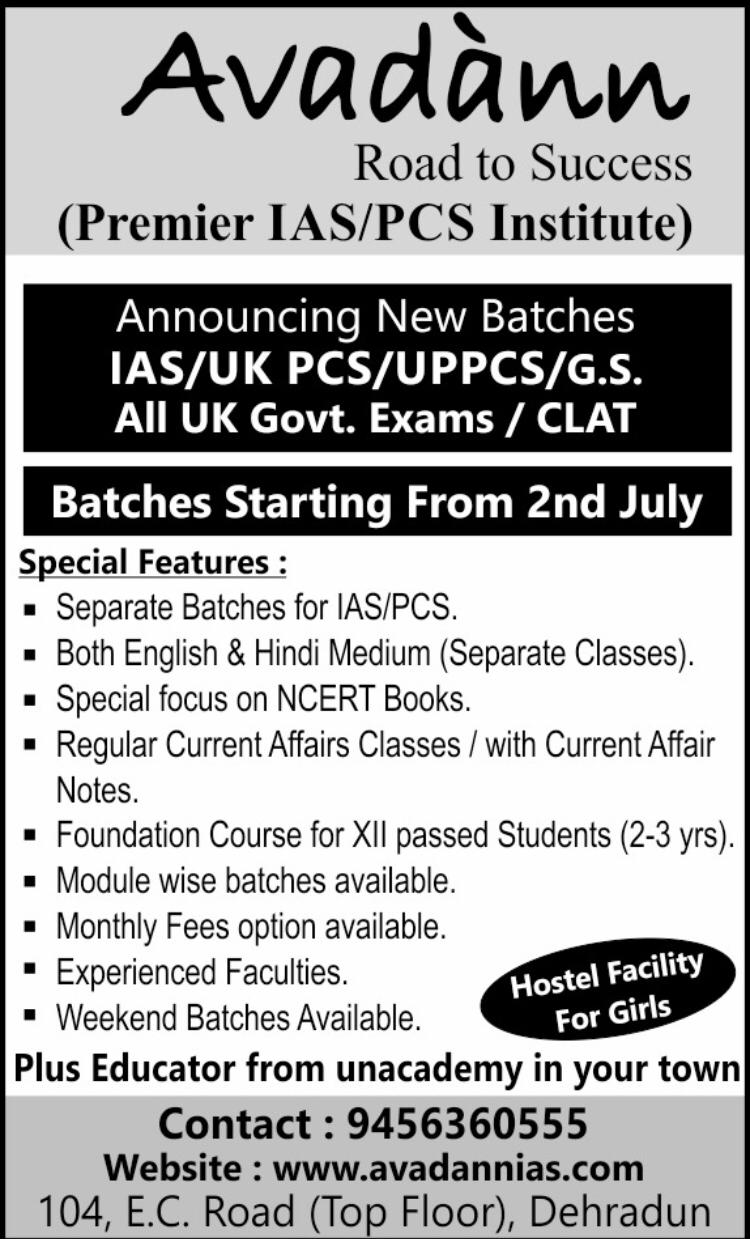 Avadànn
Road to Success
(Premier IAS/PCS Institute)
Announcing New Batches
IAS/UK PCS/UPPCS/G.S.
All UK Govt. Exams / CLAT
Batches Starting From 2nd July
Special Features :
▪ Separate Batches for IAS/PCS.
▪ Both English & Hindi Medium (Separate Classes).
▪ Special focus on NCERT Books.
▪ Regular Current Affairs Classes / with Current Affair
Notes.
▪ Foundation Course for XII passed Students (2-3 yrs).
▪ Module wise batches available.
▪ Monthly Fees option available.
▪ Experienced Faculties.
▪ Weekend Batches Available.
Hostel Facility
For Girls
Plus Educator from unacademy in your town
Contact : 9456360555
Website : www.avadannias.com
104, E.C. Road (Top Floor), Dehradun